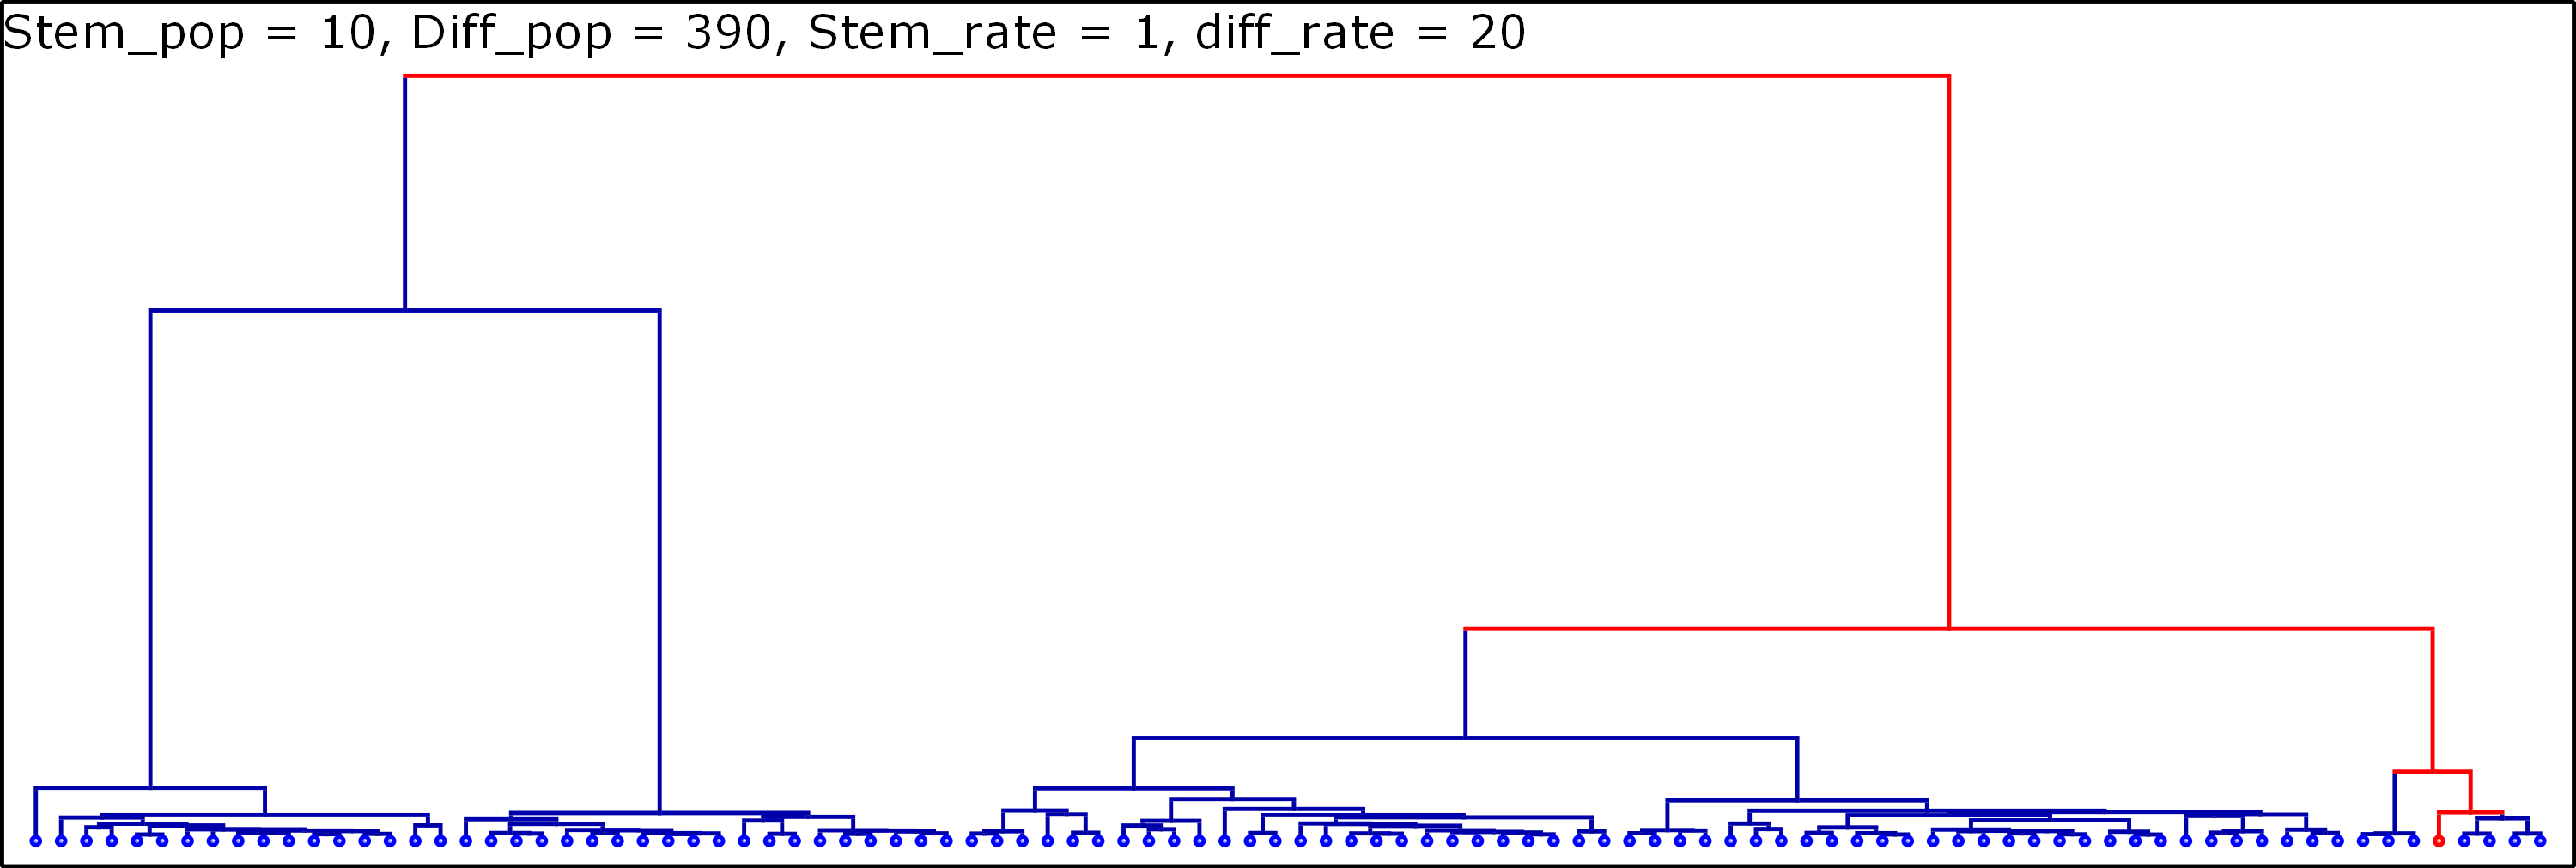 Stem_pop = 10, Diff_pop = 390, Stem_rate = 1, diff_rate = 20